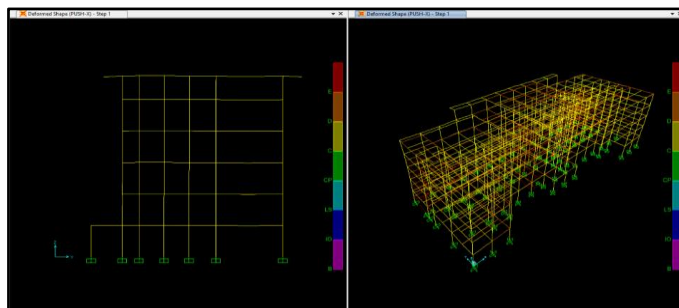 Deformed Shape (PUSH-X) - Step 1
Deformed Shape (PUSH-X) - Step 1
E
D
C
CP
LS
IO
B
E
D
C
CP
LS
IO
B